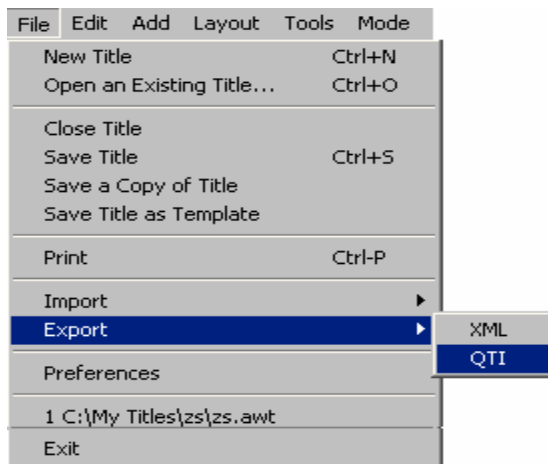 File Edit Add Layout Tools Mode
New Title Ctrl+N
Open an Existing Title... Ctrl+O
Close Title
Save Title Ctrl+S
Save a Copy of Title
Save Title as Template
Print Ctrl-P
Import
Export
XML
QTI
Preferences
1 C:\My Titles\zs\zs.awt
Exit